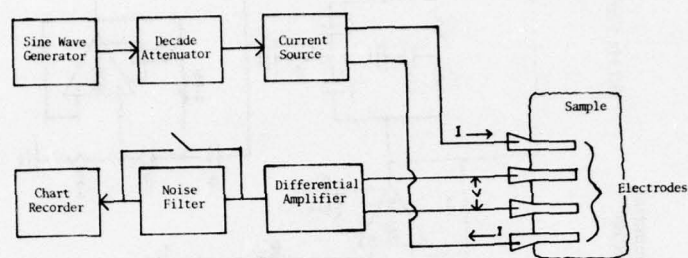 Sine Wave
Generator
Decade
Attenuator
Current
Source
Sample
I
Electrodes
V
I
Chart
Recorder
Noise
Filter
Differential
Amplifier